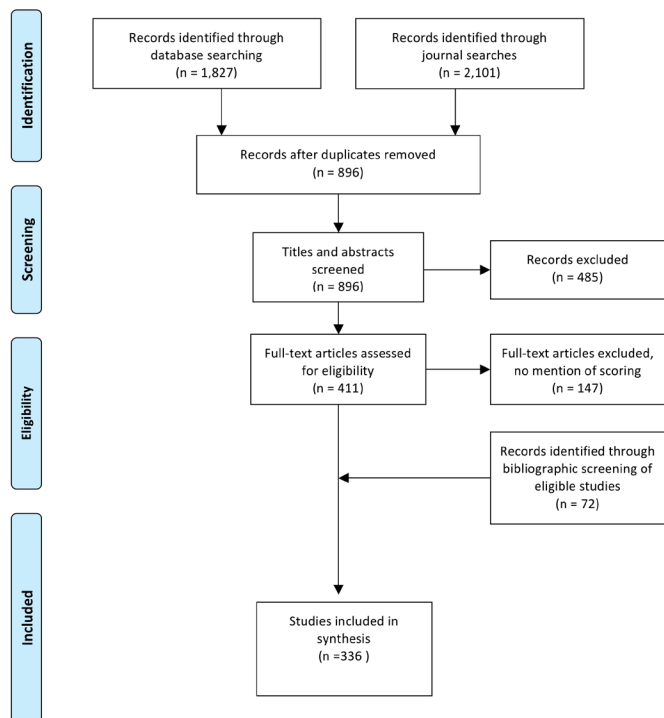 Identification
Records identified through
database searching
(n = 1,827)
Records identified through
journal searches
(n = 2,101)
Records after duplicates removed
(n = 896)
Screening
Titles and abstracts
screened
(n = 896)
Records excluded
(n = 485)
Eligibility
Full-text articles assessed
for eligibility
(n = 411)
Full-text articles excluded,
no mention of scoring
(n = 147)
Records identified through
bibliographic screening of
eligible studies
(n = 72)
Included
Studies included in
synthesis
(n =336 )